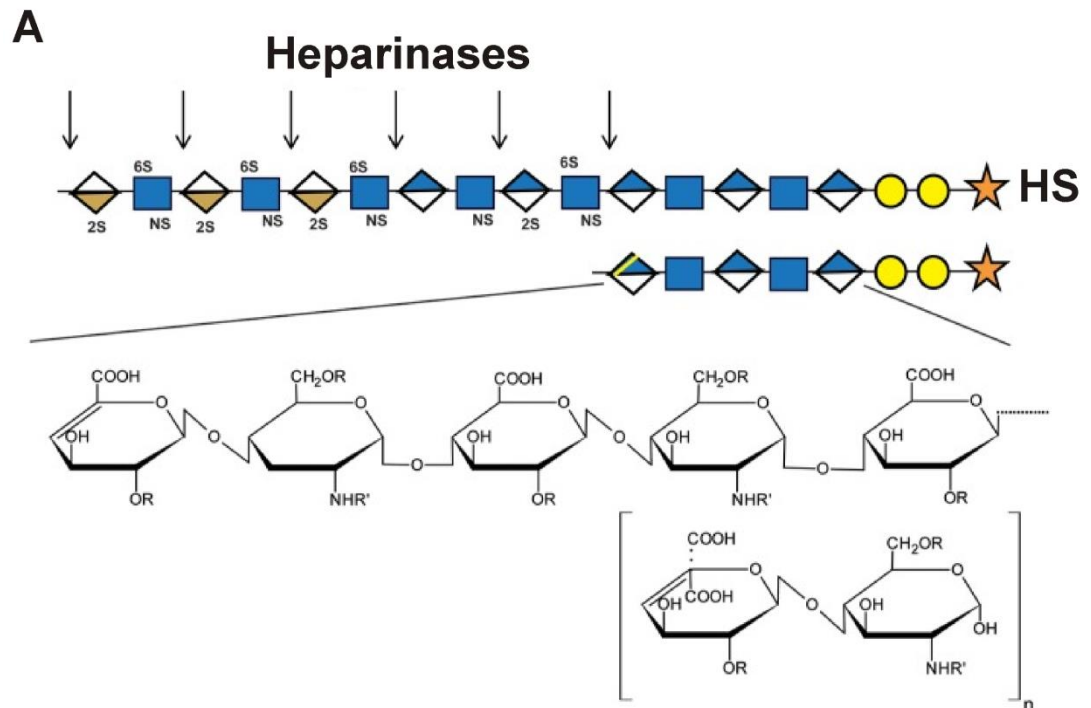 A
Heparinases
6S 6S 6S 6S
HS
2S NS 2S NS 2S NS NS 2S NS
COOH CH₂OR COOH CH₂OR COOH
O O O O O
OH OH OH OH
O O O O
OR NHR' OR NHR' OR
COOH CH₂OR
O O
OH COOH O OH
OH
OR NHR'
n